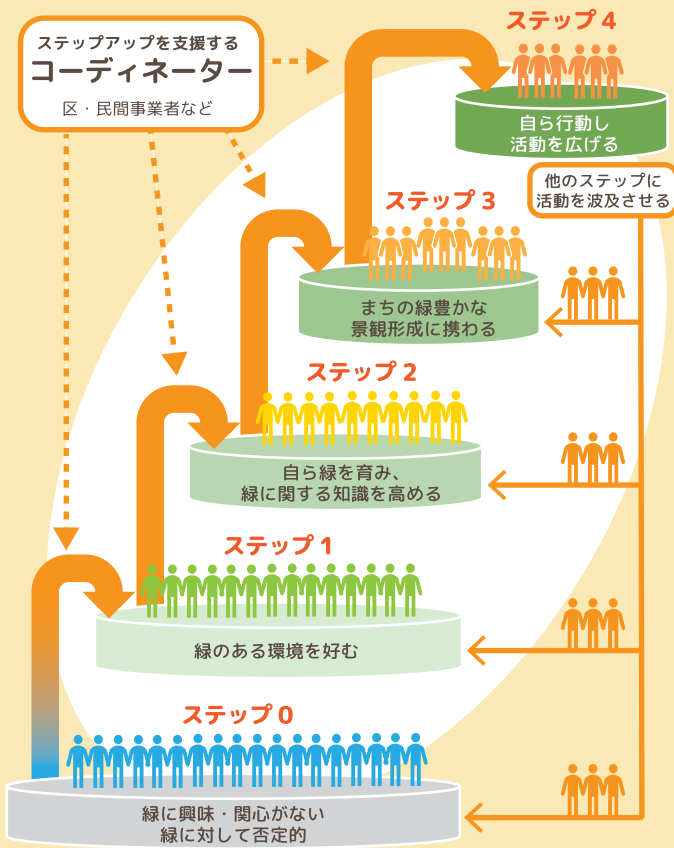 ステップ4
ステップアップを支援する
コーディネーター
区・民間事業者など
自ら行動し
活動を広げる
他のステップに
活動を波及させる
ステップ3
まちの緑豊かな
景観形成に携わる
ステップ2
自ら緑を育み、
緑に関する知識を高める
ステップ1
緑のある環境を好む
ステップ0
緑に興味・関心がない
緑に対して否定的